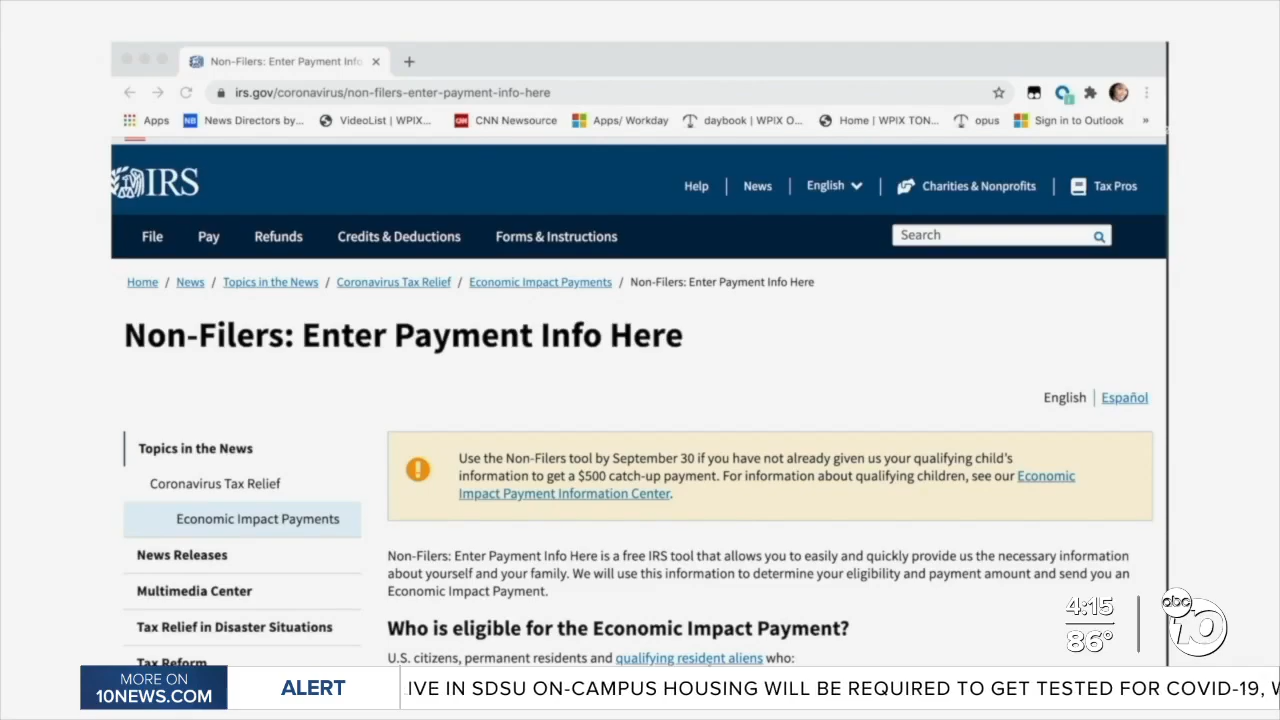 Non-Filers: Enter Payment Info
irs.gov/coronavirus/non-filers-enter-payment-info-here
Apps NB News Directors by... VideoList | WPIX... CNN CNN Newsource Apps/ Workday daybook | WPIX O... Home | WPIX TON... opus Sign in to Outlook »
IRS
Help News English Charities & Nonprofits Tax Pros
File Pay Refunds Credits & Deductions Forms & Instructions Search
Home / News / Topics in the News / Coronavirus Tax Relief / Economic Impact Payments / Non-Filers: Enter Payment Info Here
Non-Filers: Enter Payment Info Here
English | Español
Topics in the News
Coronavirus Tax Relief
Economic Impact Payments
News Releases
Multimedia Center
Tax Relief in Disaster Situations
Tax Reform
Use the Non-Filers tool by September 30 if you have not already given us your qualifying child's
information to get a $500 catch-up payment. For information about qualifying children, see our Economic
Impact Payment Information Center.
Non-Filers: Enter Payment Info Here is a free IRS tool that allows you to easily and quickly provide us the necessary information
about yourself and your family. We will use this information to determine your eligibility and payment amount and send you an
Economic Impact Payment.
Who is eligible for the Economic Impact Payment?
U.S. citizens, permanent residents and qualifying resident aliens who:
4:15
86°
abc 10
MORE ON
10NEWS.COM
ALERT
IVE IN SDSU ON-CAMPUS HOUSING WILL BE REQUIRED TO GET TESTED FOR COVID-19, W